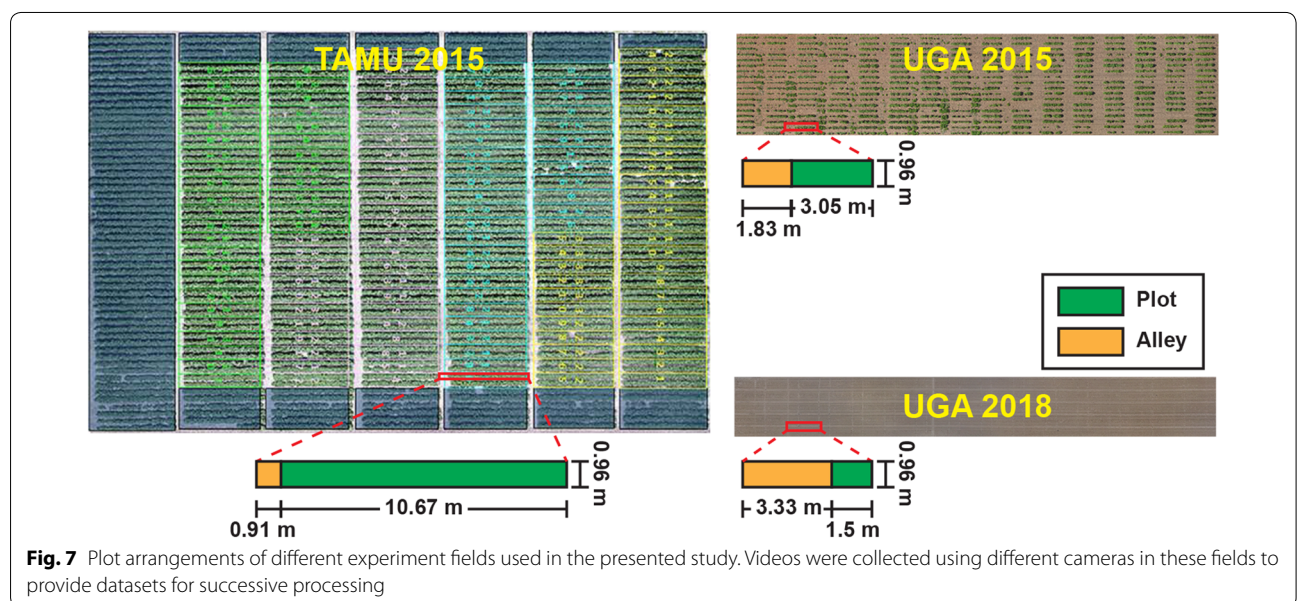 TAMU 2015
UGA 2015
0.96 m
3.05 m
1.83 m
Plot
Alley
UGA 2018
0.96 m
3.33 m
1.5 m
0.96 m
10.67 m
0.91 m
Fig. 7 Plot arrangements of different experiment fields used in the presented study. Videos were collected using different cameras in these fields to
provide datasets for successive processing